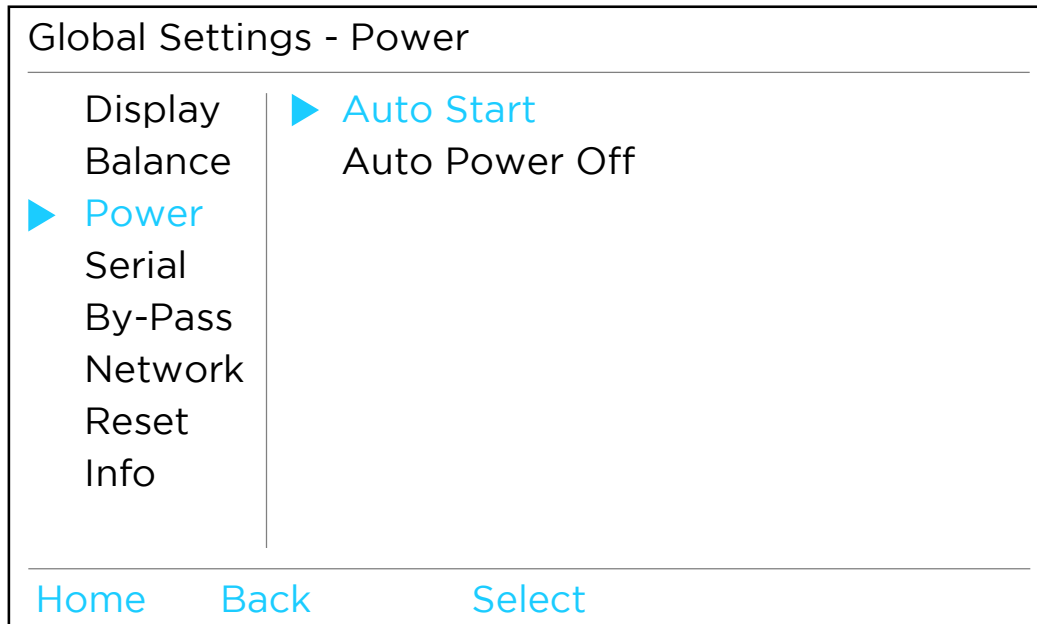 Global Settings - Power
Display
Balance
Power
Serial
By-Pass
Network
Reset
Info
Auto Start
Auto Power Off
Home Back Select